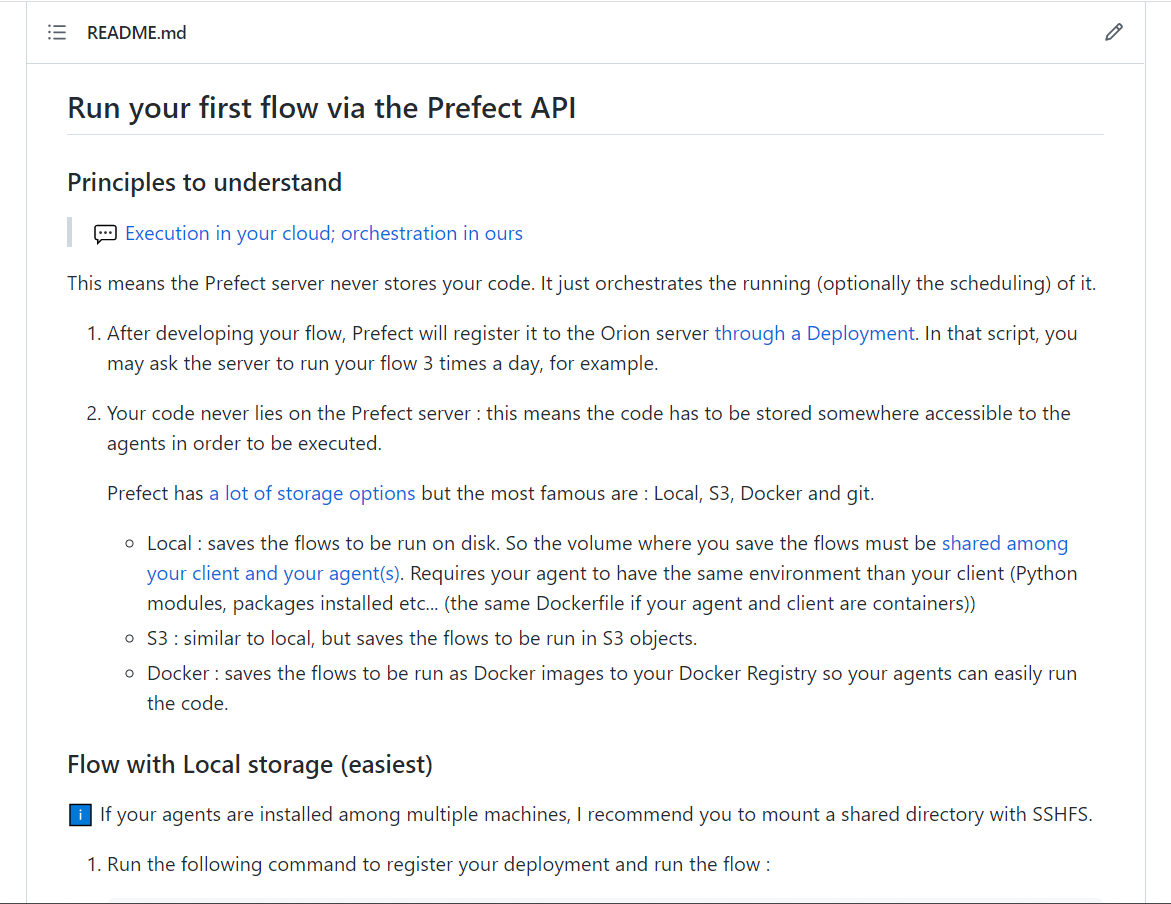 README.md
Run your first flow via the Prefect API
Principles to understand
💬 Execution in your cloud; orchestration in ours
This means the Prefect server never stores your code. It just orchestrates the running (optionally the scheduling) of it.
1. After developing your flow, Prefect will register it to the Orion server through a Deployment. In that script, you
may ask the server to run your flow 3 times a day, for example.
2. Your code never lies on the Prefect server : this means the code has to be stored somewhere accessible to the
agents in order to be executed.
Prefect has a lot of storage options but the most famous are : Local, S3, Docker and git.
◦ Local : saves the flows to be run on disk. So the volume where you save the flows must be shared among
your client and your agent(s). Requires your agent to have the same environment than your client (Python
modules, packages installed etc... (the same Dockerfile if your agent and client are containers))
◦ S3 : similar to local, but saves the flows to be run in S3 objects.
◦ Docker : saves the flows to be run as Docker images to your Docker Registry so your agents can easily run
the code.
Flow with Local storage (easiest)
ℹ If your agents are installed among multiple machines, I recommend you to mount a shared directory with SSHFS.
1. Run the following command to register your deployment and run the flow :